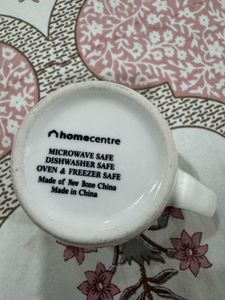 homecentre
MICROWAVE SAFE
DISHWASHER SAFE
OVEN & FREEZER SAFE
Made of New Bone China
Made in China